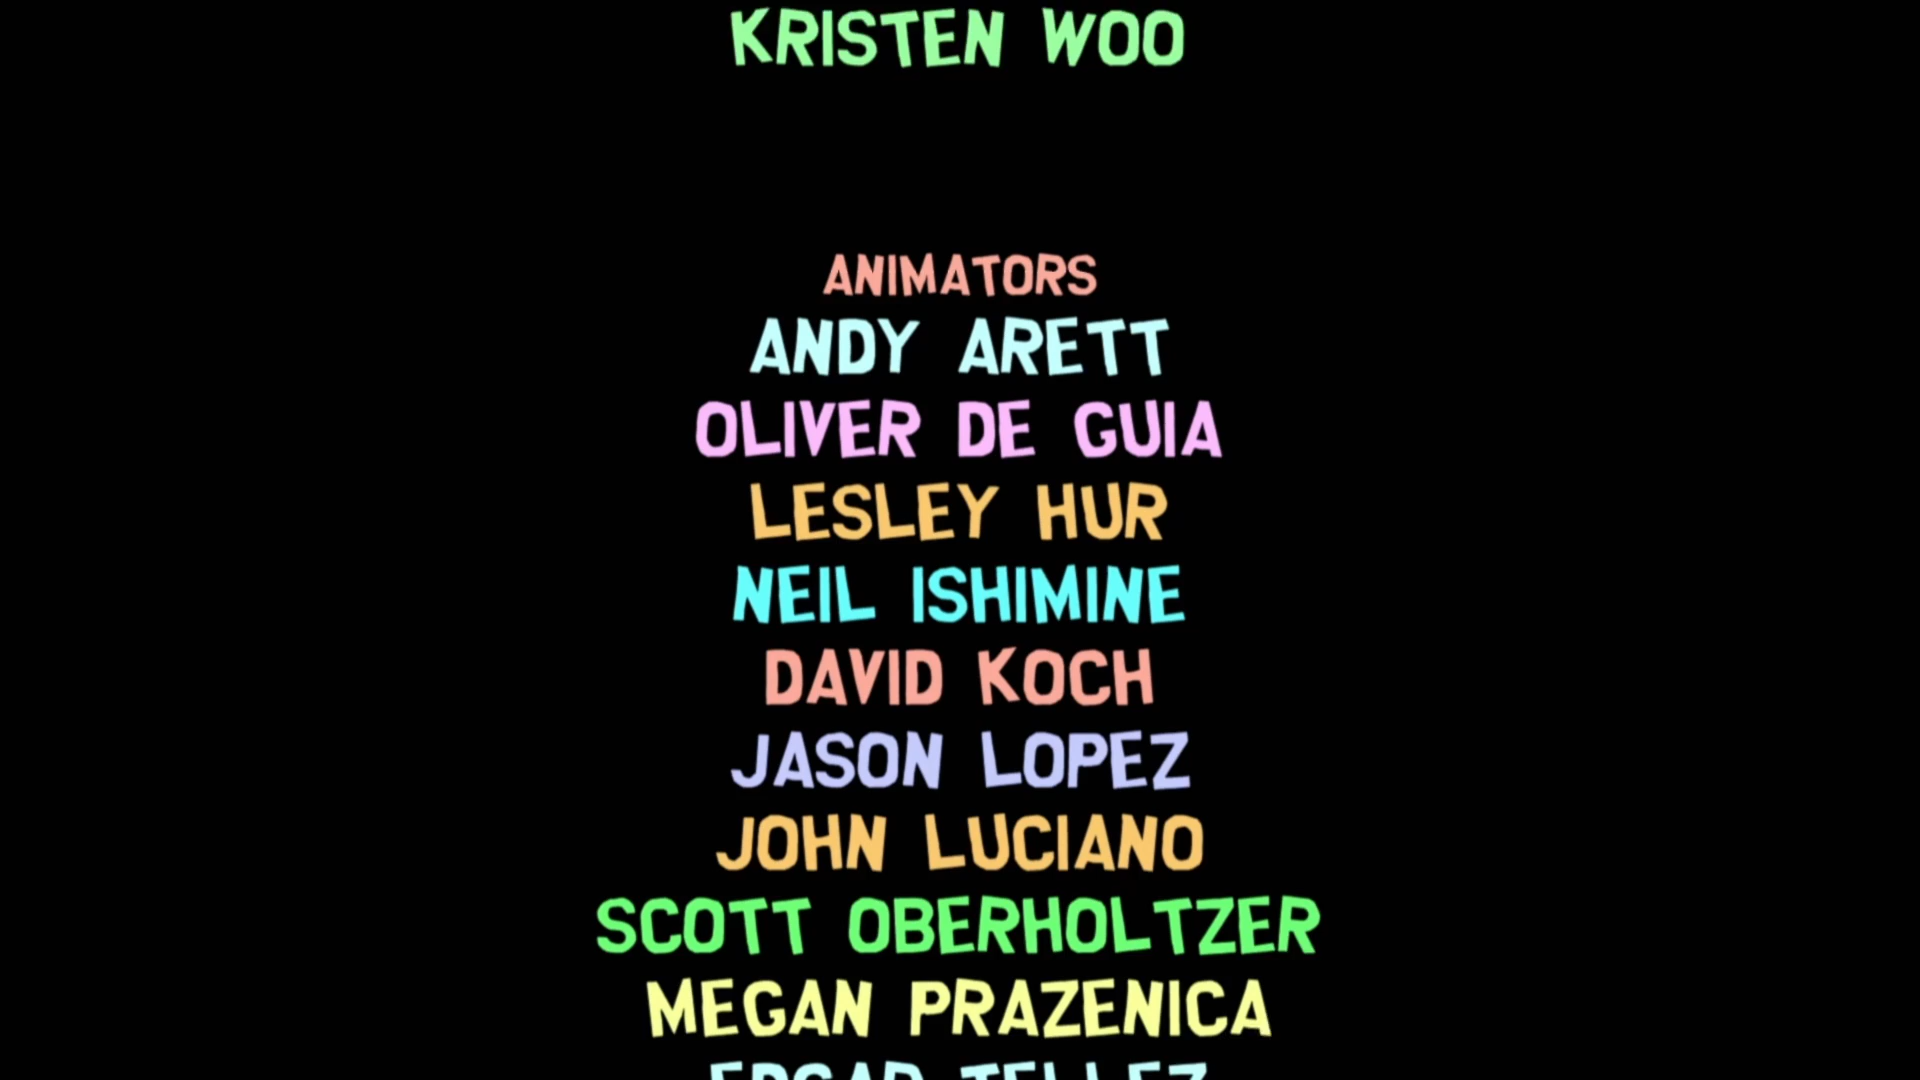 KRISTEN WOO
ANIMATORS
ANDY ARETT
OLIVER DE GUIA
LESLEY HUR
NEIL ISHIMINE
DAVID KOCH
JASON LOPEZ
JOHN LUCIANO
SCOTT OBERHOLTZER
MEGAN PRAZENICA
EDGAR TELLEZ